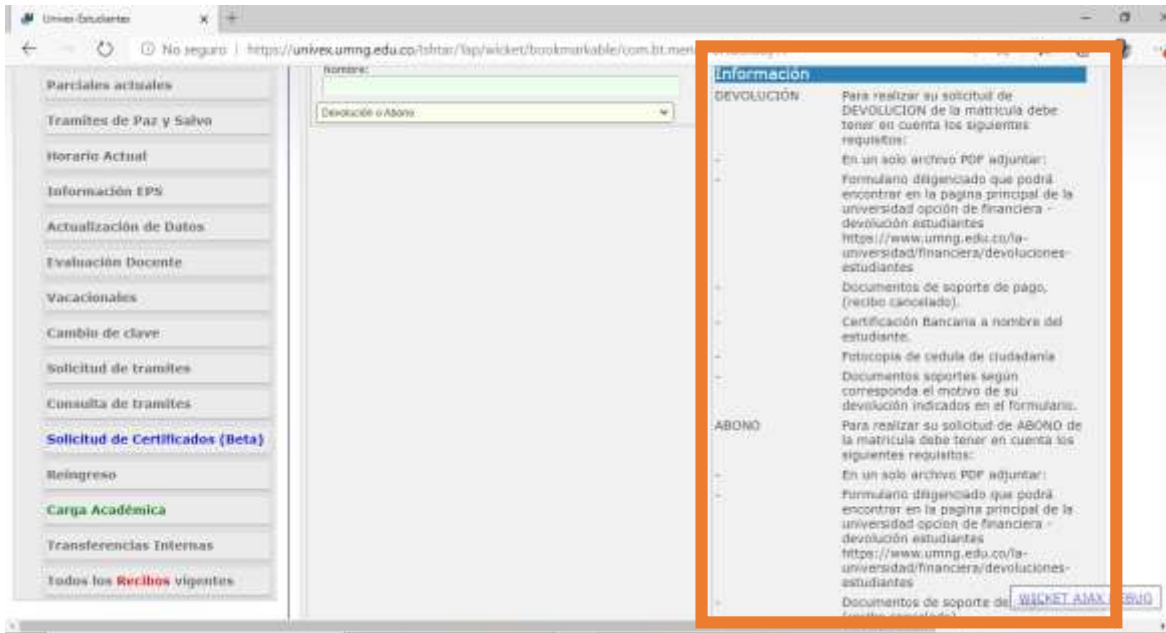 Univex-Estudiantes
No seguro | https://univex.umng.edu.co/
Parciales actuales
Tramites de Paz y Salvo
Horario Actual
Información EPS
Actualización de Datos
Evaluación Docente
Vacacionales
Cambio de clave
Solicitud de tramites
Consulta de tramites
Solicitud de Certificados (Beta)
Reingreso
Carga Académica
Transferencias Internas
Todos los Recibos vigentes
Nombre:
Devolución o Abono
Información
DEVOLUCIÓN
Para realizar su solicitud de
DEVOLUCION de la matricula debe
tener en cuenta los siguientes
requisitos:
- En un solo archivo PDF adjuntar:
- Formulario diligenciado que podrá
encontrar en la pagina principal de la
universidad opción de financiera -
devolución estudiantes
https://www.umng.edu.co/la-
universidad/financiera/devoluciones-
estudiantes
- Documentos de soporte de pago,
(recibo cancelado).
- Certificación Bancaria a nombre del
estudiante.
- Fotocopia de cedula de ciudadanía
- Documentos soportes según
corresponda el motivo de su
devolución indicados en el formulario.
ABONO
Para realizar su solicitud de ABONO de
la matricula debe tener en cuenta los
siguientes requisitos:
- En un solo archivo PDF adjuntar:
- Formulario diligenciado que podrá
encontrar en la pagina principal de la
universidad opcion de financiera -
devolución estudiantes
https://www.umng.edu.co/la-
universidad/financiera/devoluciones-
estudiantes
- Documentos de soporte de
WICKET AJAX DEBUG